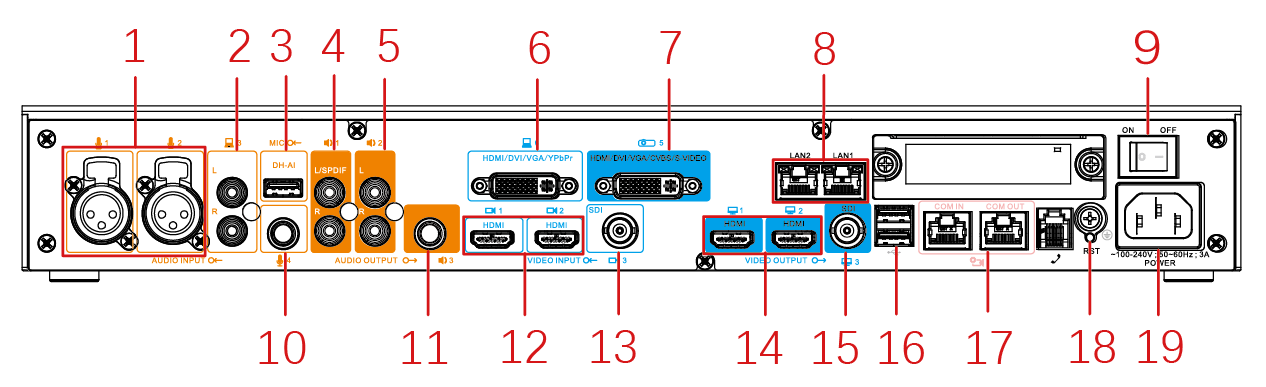 1 2 3 4 5 6 7 8 9
ON OFF
1 2 3 MIC 1 2 5
DH-AI
HDMI/DVI/VGA/YPbPr
HDMI/DVI/VGA/CVBS/S-VIDEO
LAN2 LAN1
L L/SPDIF L
0 -
R R R
1 2 SDI 1 2 SDI
HDMI HDMI HDMI HDMI
COM IN COM OUT
AUDIO INPUT 4 AUDIO OUTPUT 3 VIDEO INPUT 3 VIDEO OUTPUT 3
RST
~100-240V ; 50~60Hz ; 3A
POWER
10 11 12 13 14 15 16 17 18 19